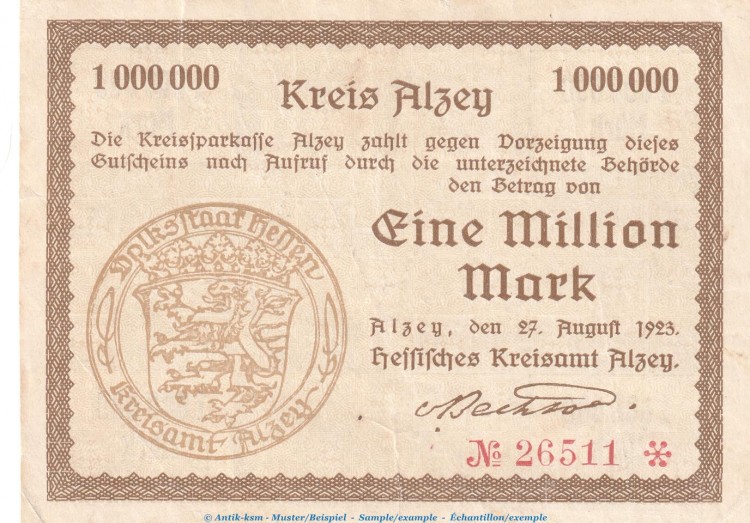 1 000 000
1 000 000
Kreis Alzey
Die Kreissparkasse Alzey zahlt gegen Vorzeigung dieses
Gutscheins nach Aufruf durch die unterzeichnete Behörde
den Betrag von
Eine Million
Mark
Alzey, den 27. August 1923.
Hessisches Kreisamt Alzey.
Volksstaat Hessen
Kreisamt Alzey
№ 26511 *
© Antik-ksm - Muster/Beispiel - Sample/example - Échantillon/exemple